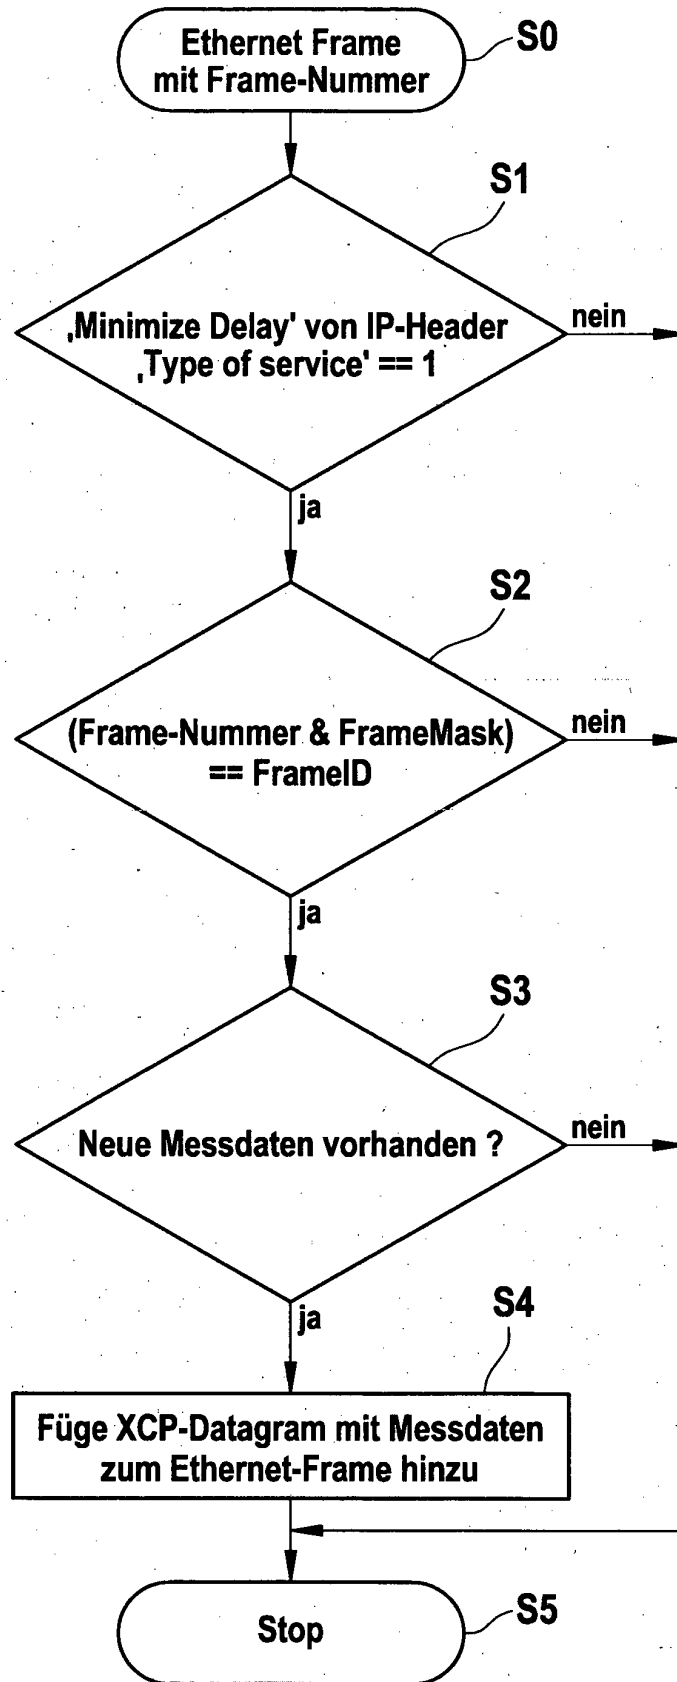 Ethernet Frame
mit Frame-Nummer
S0
S1
‚Minimize Delay' von IP-Header
‚Type of service' == 1
nein
ja
S2
(Frame-Nummer & FrameMask)
== FrameID
nein
ja
S3
Neue Messdaten vorhanden ?
nein
ja
S4
Füge XCP-Datagram mit Messdaten
zum Ethernet-Frame hinzu
Stop
S5